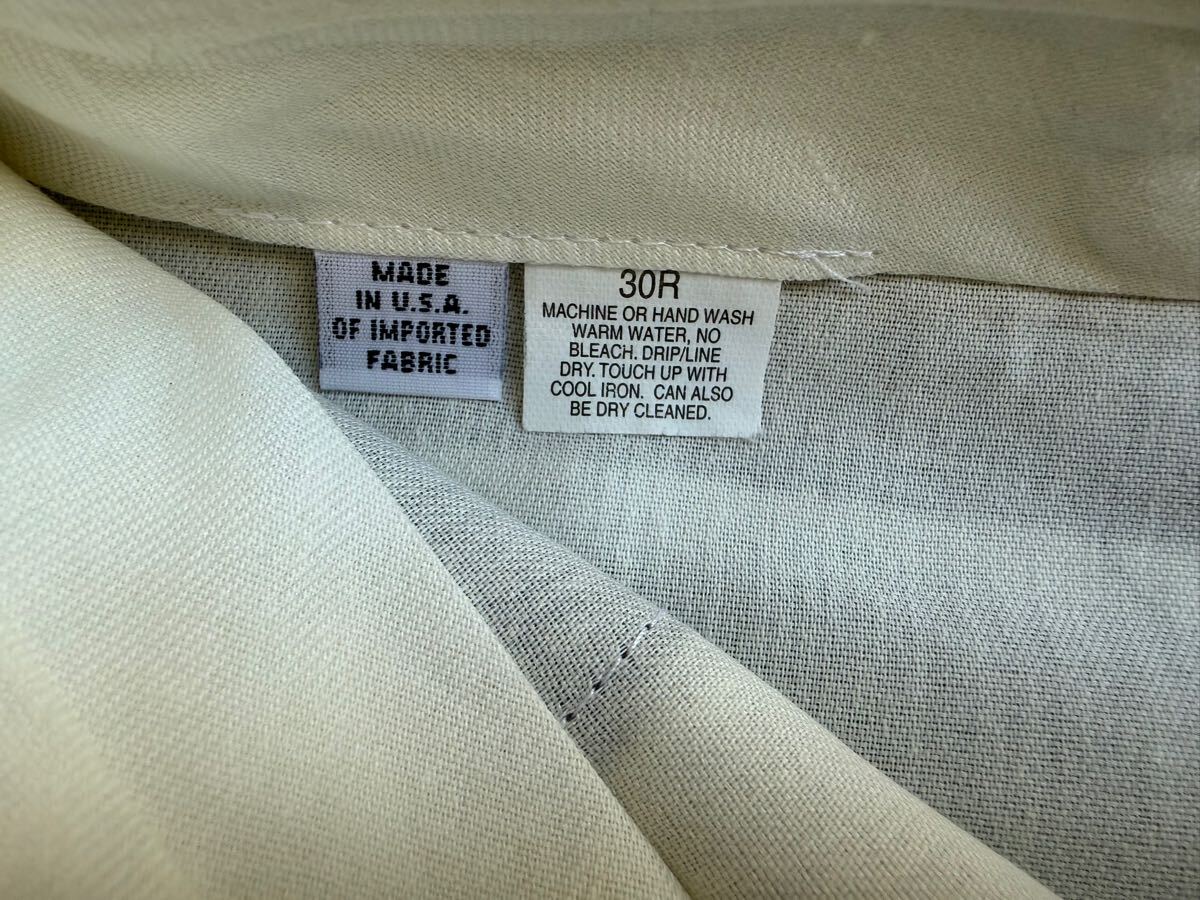 MADE
IN U.S.A.
OF IMPORTED
FABRIC
30R
MACHINE OR HAND WASH
WARM WATER, NO
BLEACH. DRIP/LINE
DRY. TOUCH UP WITH
COOL IRON. CAN ALSO
BE DRY CLEANED.